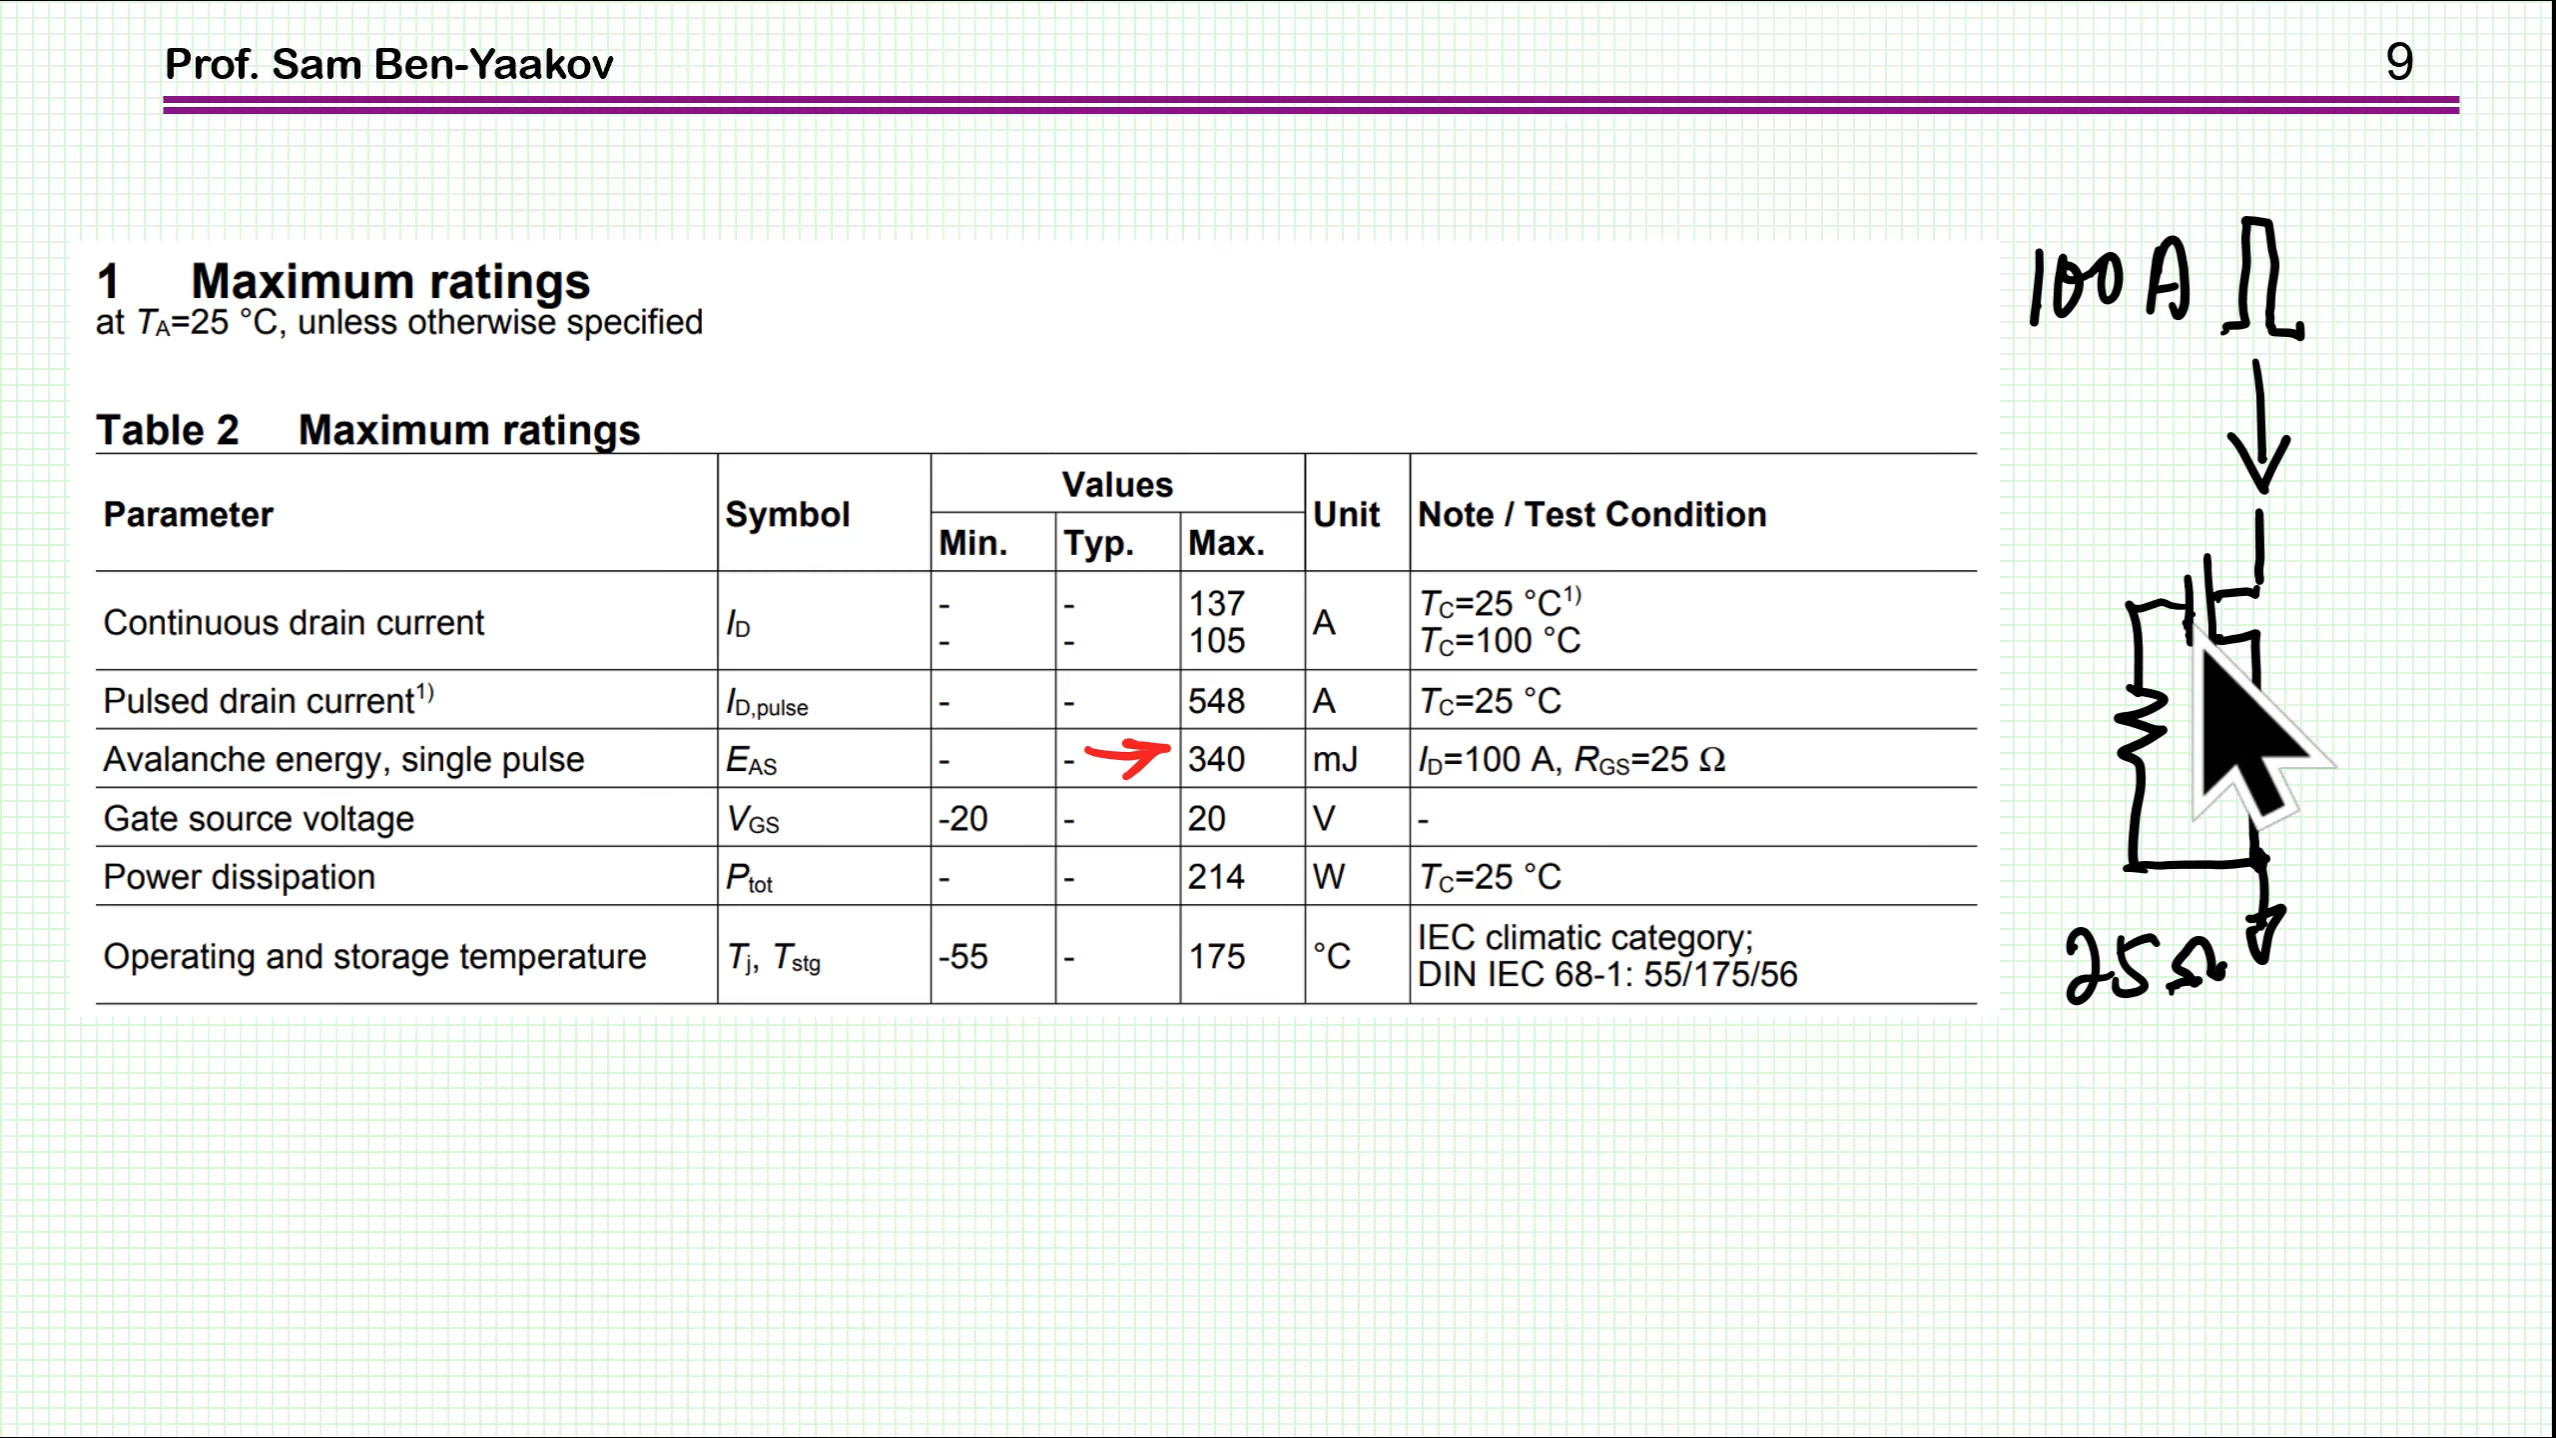 Prof. Sam Ben-Yaakov 9
1 Maximum ratings
at TA=25 °C, unless otherwise specified
Table 2 Maximum ratings
Parameter Symbol Values Unit Note / Test Condition
Min. Typ. Max.
Continuous drain current ID - - 137 A TC=25 °C1)
- - 105 TC=100 °C
Pulsed drain current1) ID,pulse - - 548 A TC=25 °C
Avalanche energy, single pulse EAS - - 340 mJ ID=100 A, RGS=25 Ω
Gate source voltage VGS -20 - 20 V -
Power dissipation Ptot - - 214 W TC=25 °C
Operating and storage temperature Tj, Tstg -55 - 175 °C IEC climatic category;
DIN IEC 68-1: 55/175/56
100 A
25 Ω